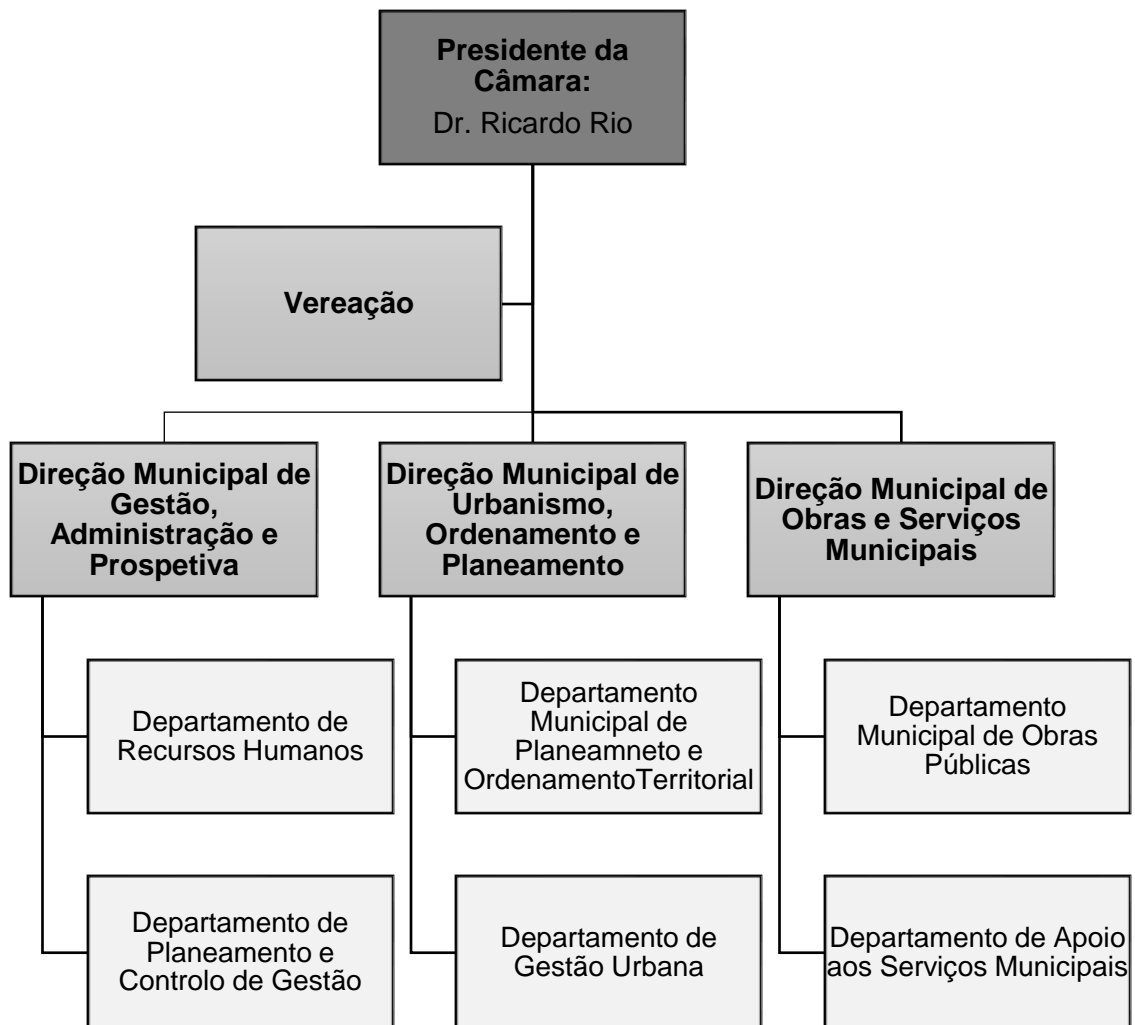 Presidente da
Câmara:
Dr. Ricardo Rio
Vereação
Direção Municipal de
Gestão,
Administração e
Prospetiva
Direção Municipal de
Urbanismo,
Ordenamento e
Planeamento
Direção Municipal de
Obras e Serviços
Municipais
Departamento de
Recursos Humanos
Departamento
Municipal de
Planeamneto e
OrdenamentoTerritorial
Departamento
Municipal de Obras
Públicas
Departamento de
Planeamento e
Controlo de Gestão
Departamento de
Gestão Urbana
Departamento de Apoio
aos Serviços Municipais